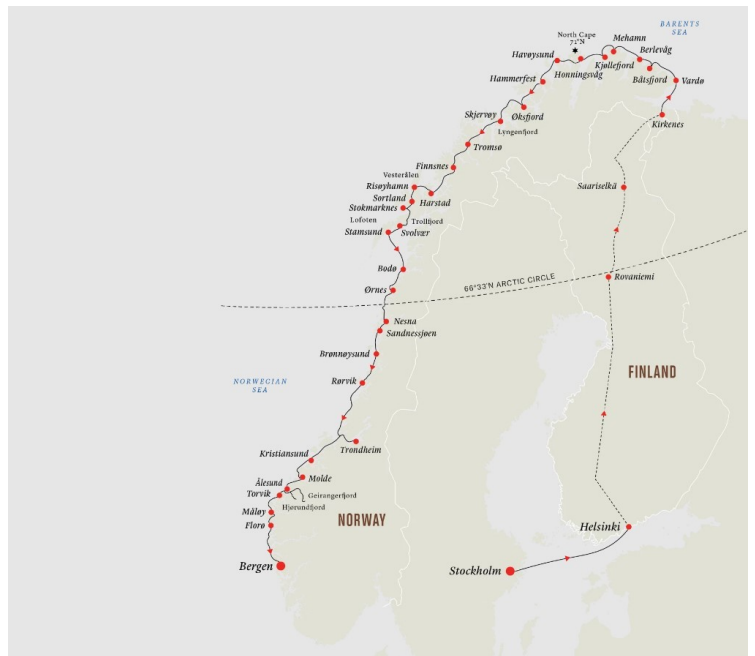 BARENTS
SEA
North Cape
72°N
Mehamn
Berlevåg
Havøysund
Kjøllefjord
Hammerfest
Honningsvåg
Båtsfjord
Vardø
Skjervøy
Øksfjord
Kirkenes
Lyngenfjord
Tromsø
Finnsnes
Vesterålen
Risøyhamn
Saariselkä
Sortland
Harstad
Stokmarknes
Lofoten
Trollfjord
Stamsund
Svolvær
Bodø
66°33'N ARCTIC CIRCLE
Rovaniemi
Ørnes
Nesna
Sandnessjøen
Brønnøysund
FINLAND
NORWEGIAN
SEA
Rørvik
Trondheim
Kristiansund
Molde
Ålesund
Torvik
Geirangerfjord
Hjørundfjord
Måløy
NORWAY
Florø
Helsinki
Bergen
Stockholm